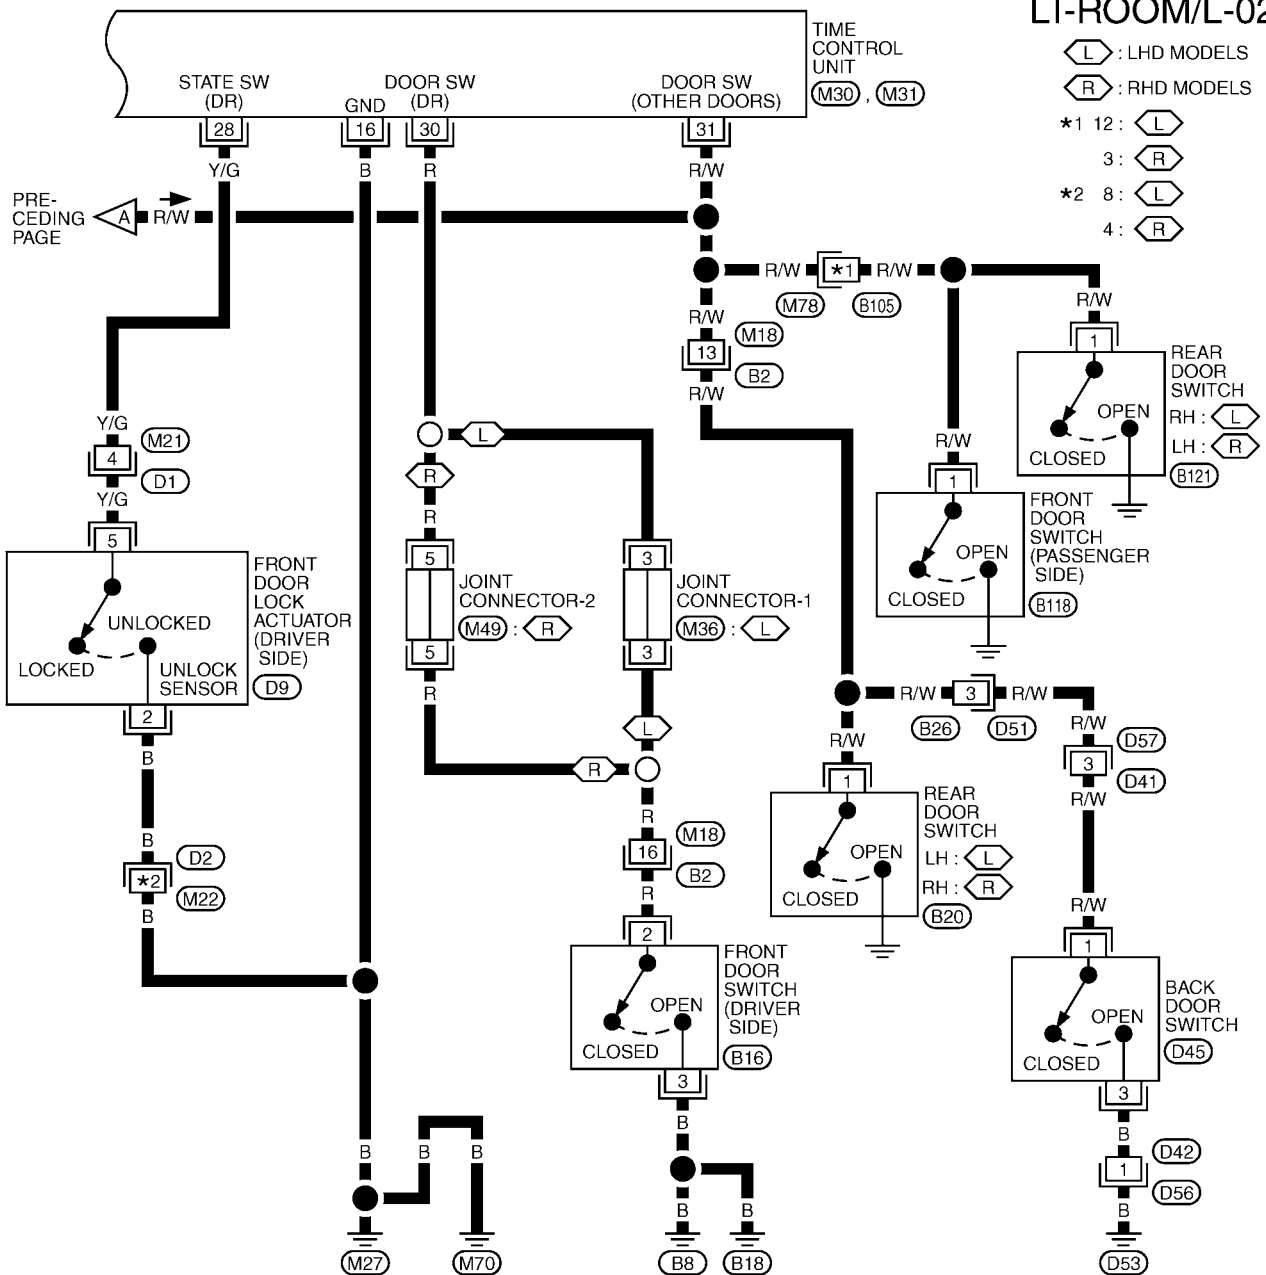 LT-ROOM/L-02
L : LHD MODELS
R : RHD MODELS
*1 12 : L
3 : R
*2 8 : L
4 : R
TIME
CONTROL
UNIT
M30 , M31
STATE SW
(DR)
GND
DOOR SW
(DR)
DOOR SW
(OTHER DOORS)
28
16
30
31
Y/G
B
R
R/W
PRE-
CEDING
PAGE
A
R/W
R/W
*1
R/W
M78
B105
R/W
13
M18
B2
R/W
R/W
1
REAR
DOOR
SWITCH
RH : L
LH : R
B121
OPEN
CLOSED
R/W
1
FRONT
DOOR
SWITCH
(PASSENGER
SIDE)
B118
OPEN
CLOSED
Y/G
4
M21
D1
Y/G
5
FRONT
DOOR
LOCK
ACTUATOR
(DRIVER
SIDE)
D9
UNLOCKED
LOCKED
UNLOCK
SENSOR
2
B
B
*2
D2
M22
B
L
R
R
5
JOINT
CONNECTOR-2
M49 : R
5
R
3
JOINT
CONNECTOR-1
M36 : L
3
L
R
R
16
M18
B2
R
2
FRONT
DOOR
SWITCH
(DRIVER
SIDE)
B16
OPEN
CLOSED
3
B
B
B
B8
B18
R/W
3
R/W
B26
D51
R/W
D57
3
D41
R/W
R/W
1
REAR
DOOR
SWITCH
LH : L
RH : R
B20
OPEN
CLOSED
R/W
1
BACK
DOOR
SWITCH
D45
OPEN
CLOSED
3
B
D42
1
D56
B
D53
B
B
B
M27
M70